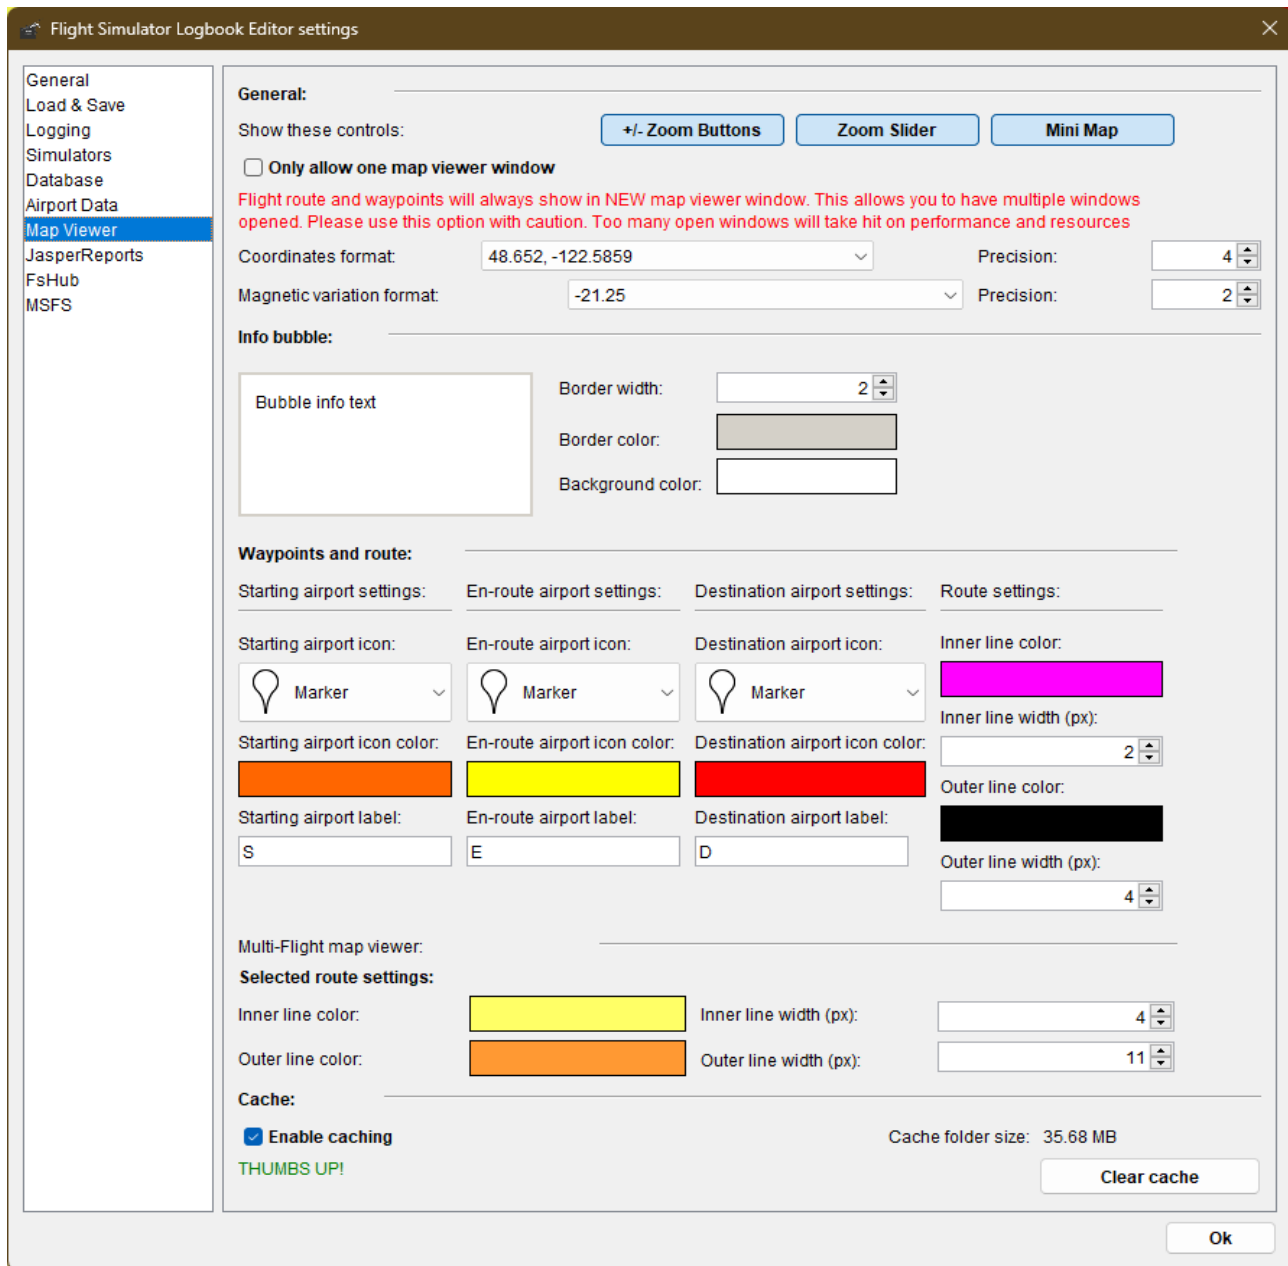 Flight Simulator Logbook Editor settings
General
Load & Save
Logging
Simulators
Database
Airport Data
Map Viewer
JasperReports
FsHub
MSFS
General:
Show these controls: +/- Zoom Buttons Zoom Slider Mini Map
Only allow one map viewer window
Flight route and waypoints will always show in NEW map viewer window. This allows you to have multiple windows
opened. Please use this option with caution. Too many open windows will take hit on performance and resources
Coordinates format: 48.652, -122.5859 Precision: 4
Magnetic variation format: -21.25 Precision: 2
Info bubble:
Bubble info text
Border width: 2
Border color:
Background color:
Waypoints and route:
Starting airport settings: En-route airport settings: Destination airport settings: Route settings:
Starting airport icon: En-route airport icon: Destination airport icon: Inner line color:
Marker Marker Marker
Inner line width (px):
Starting airport icon color: En-route airport icon color: Destination airport icon color: 2
Outer line color:
Starting airport label: En-route airport label: Destination airport label:
S E D
Outer line width (px):
4
Multi-Flight map viewer:
Selected route settings:
Inner line color: Inner line width (px): 4
Outer line color: Outer line width (px): 11
Cache:
Enable caching Cache folder size: 35.68 MB
THUMBS UP!
Clear cache
Ok